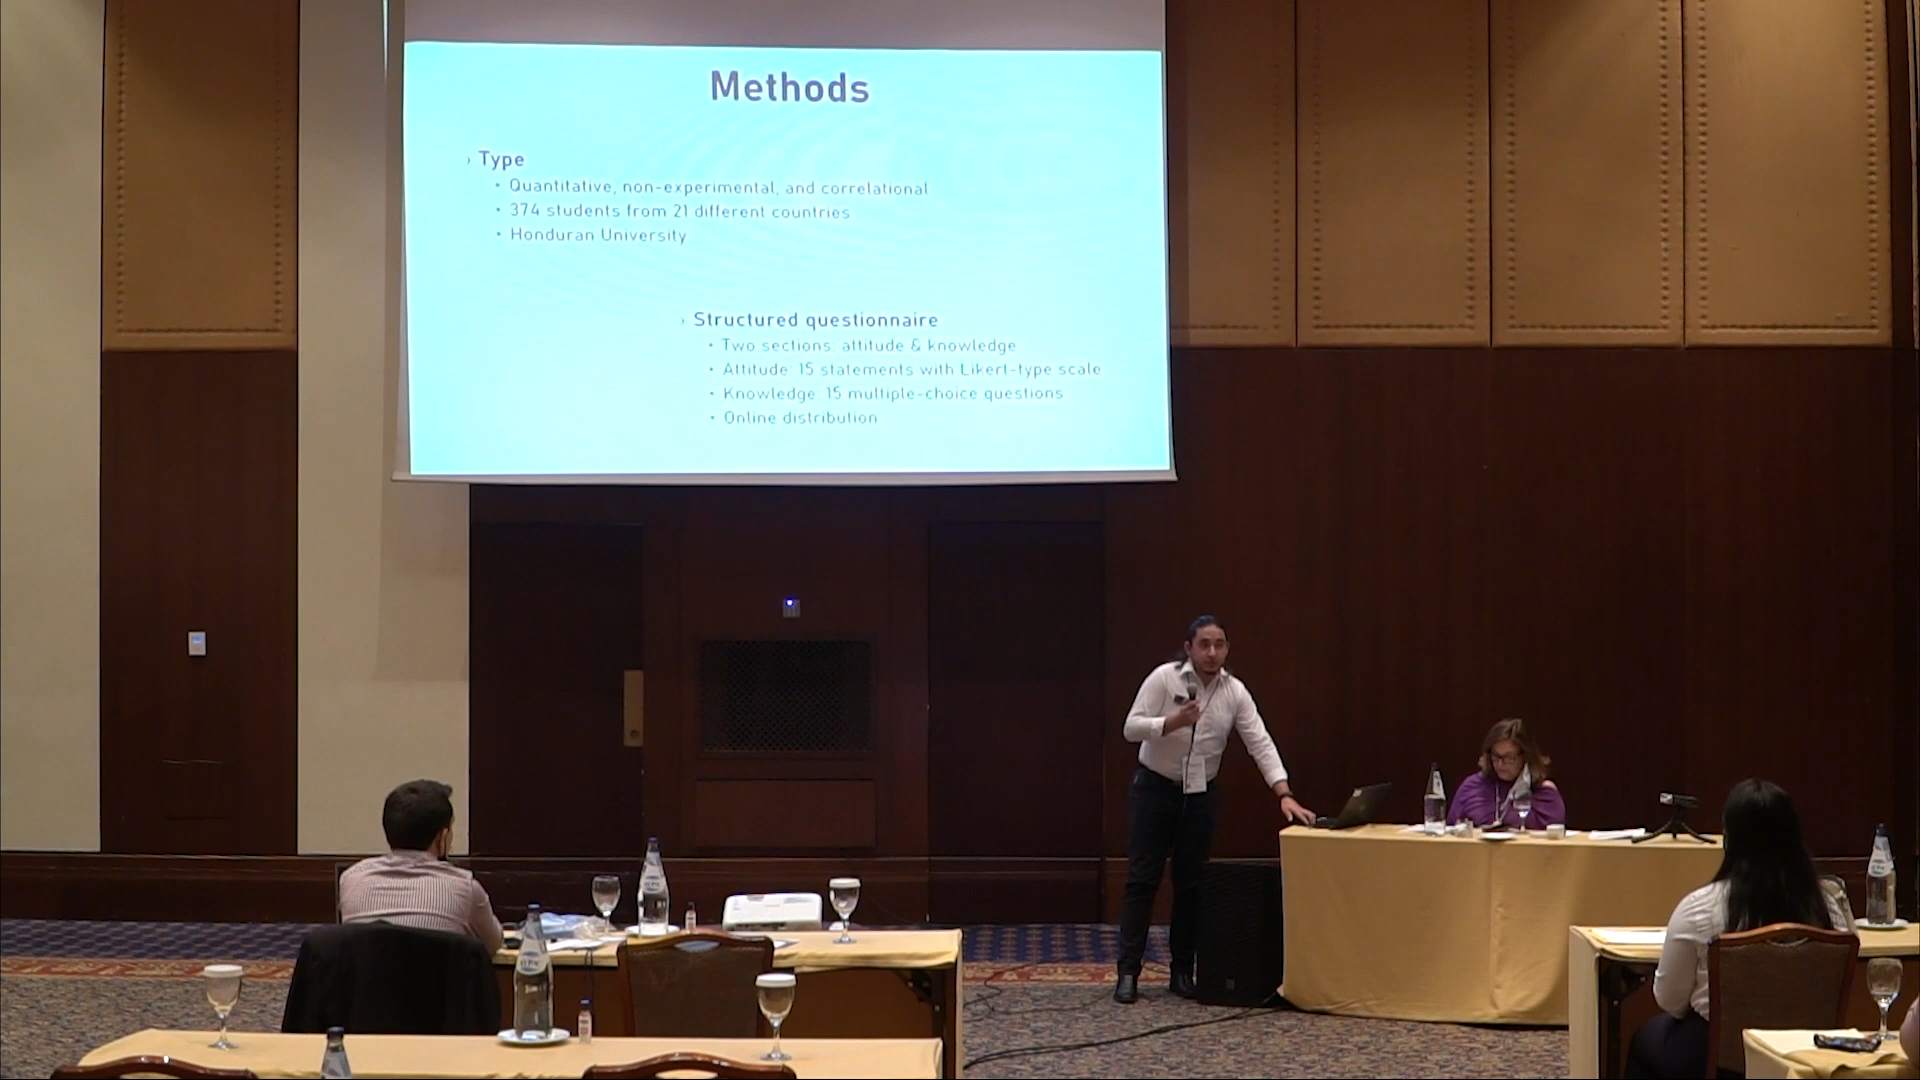 Methods
› Type
• Quantitative, non-experimental, and correlational
• 374 students from 21 different countries
• Honduran University
› Structured questionnaire
• Two sections: attitude & knowledge
• Attitude: 15 statements with Likert-type scale
• Knowledge: 15 multiple-choice questions
• Online distribution